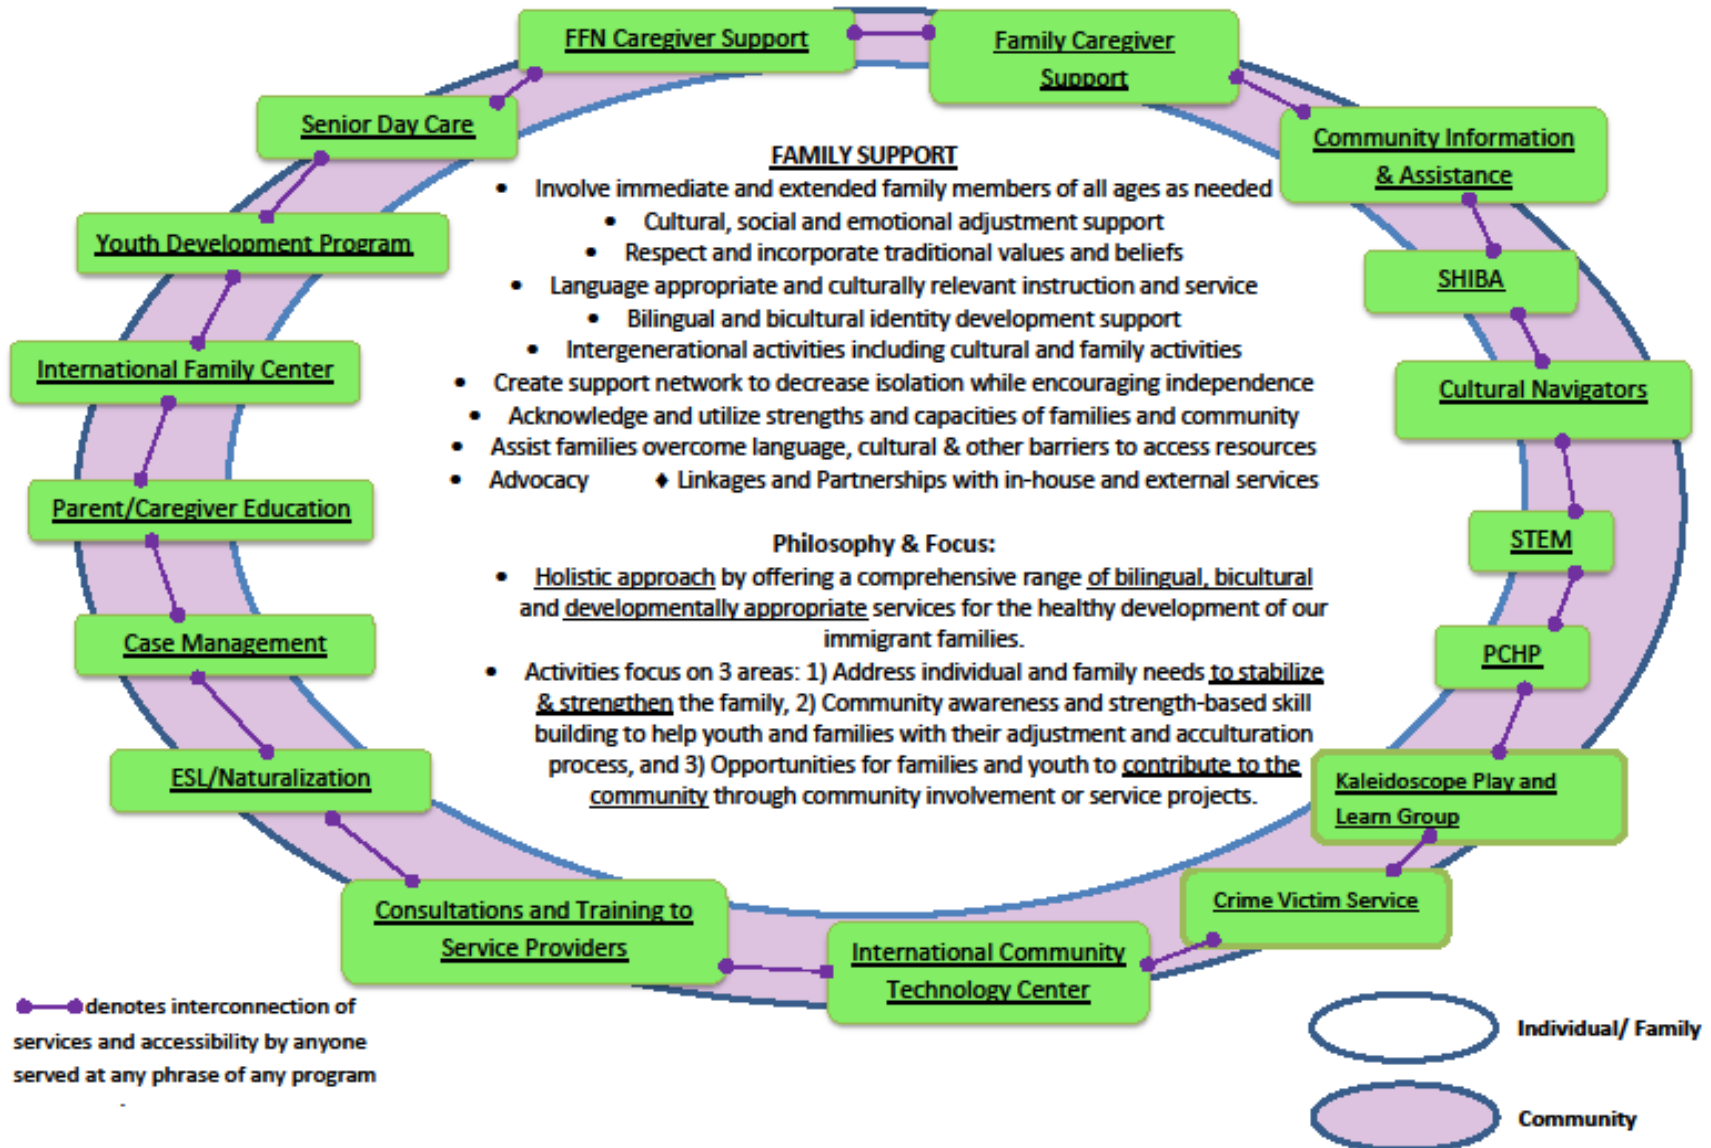 FFN Caregiver Support
Family Caregiver
Support
Senior Day Care
Community Information
& Assistance
Youth Development Program
SHIBA
International Family Center
Cultural Navigators
Parent/Caregiver Education
STEM
Case Management
PCHP
ESL/Naturalization
Kaleidoscope Play and
Learn Group
Consultations and Training to
Service Providers
International Community
Technology Center
Crime Victim Service
FAMILY SUPPORT
• Involve immediate and extended family members of all ages as needed
• Cultural, social and emotional adjustment support
• Respect and incorporate traditional values and beliefs
• Language appropriate and culturally relevant instruction and service
• Bilingual and bicultural identity development support
• Intergenerational activities including cultural and family activities
• Create support network to decrease isolation while encouraging independence
• Acknowledge and utilize strengths and capacities of families and community
• Assist families overcome language, cultural & other barriers to access resources
• Advocacy ♦ Linkages and Partnerships with in-house and external services
Philosophy & Focus:
• Holistic approach by offering a comprehensive range of bilingual, bicultural
and developmentally appropriate services for the healthy development of our
immigrant families.
• Activities focus on 3 areas: 1) Address individual and family needs to stabilize
& strengthen the family, 2) Community awareness and strength-based skill
building to help youth and families with their adjustment and acculturation
process, and 3) Opportunities for families and youth to contribute to the
community through community involvement or service projects.
denotes interconnection of
services and accessibility by anyone
served at any phrase of any program
Individual/ Family
Community